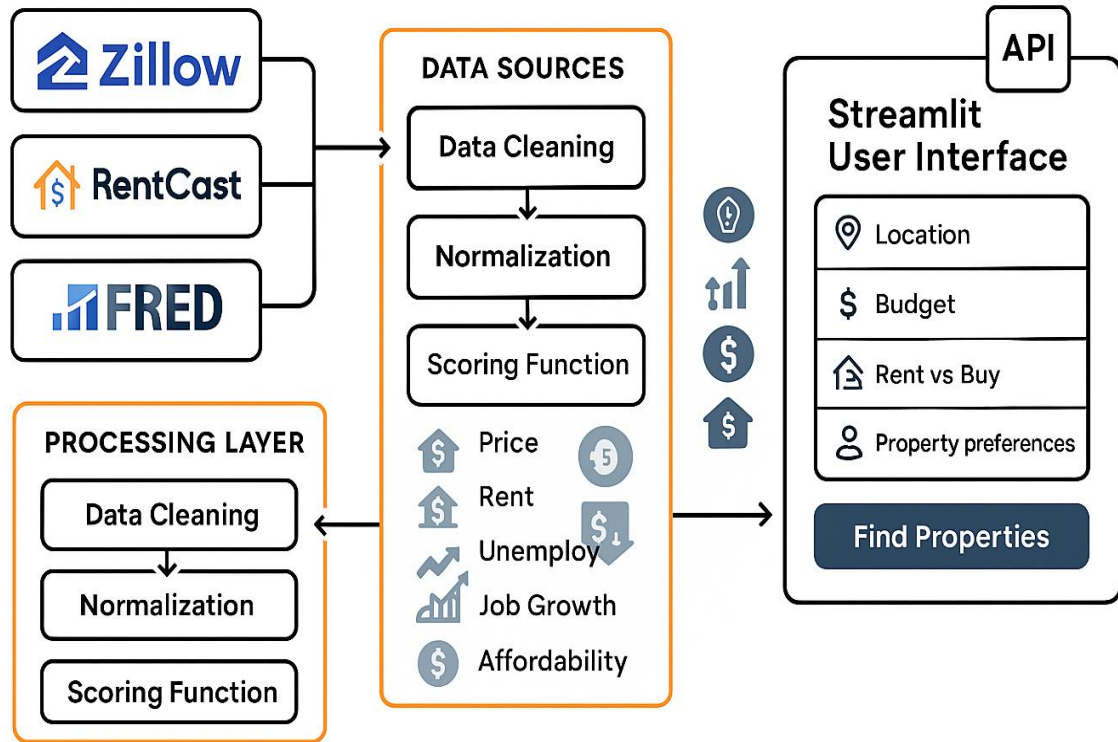 Zillow
RentCast
FRED
DATA SOURCES
Data Cleaning
Normalization
Scoring Function
$ Price
$ Rent
Unemploy
Job Growth
$ Affordability
5
$
PROCESSING LAYER
Data Cleaning
Normalization
Scoring Function
$
$
API
Streamlit
User Interface
Location
$ Budget
Rent vs Buy
Property preferences
Find Properties